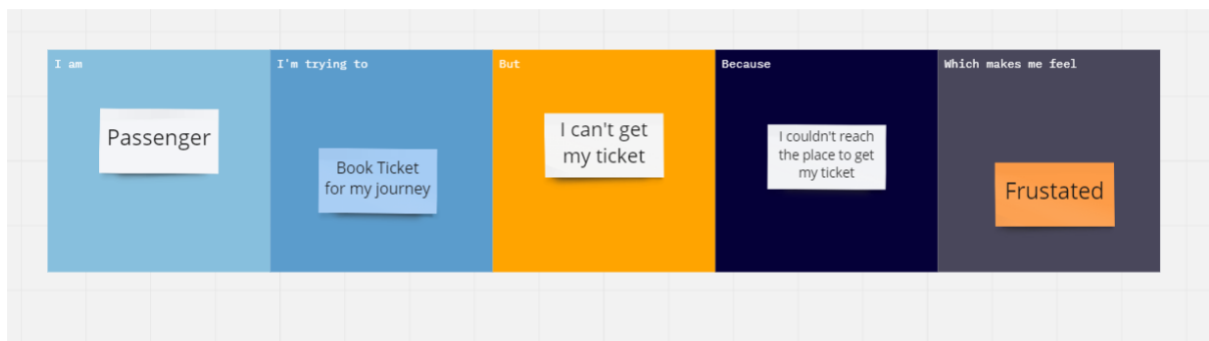 I am
Passenger
I'm trying to
Book Ticket
for my journey
But
I can't get
my ticket
Because
I couldn't reach
the place to get
my ticket
Which makes me feel
Frustated